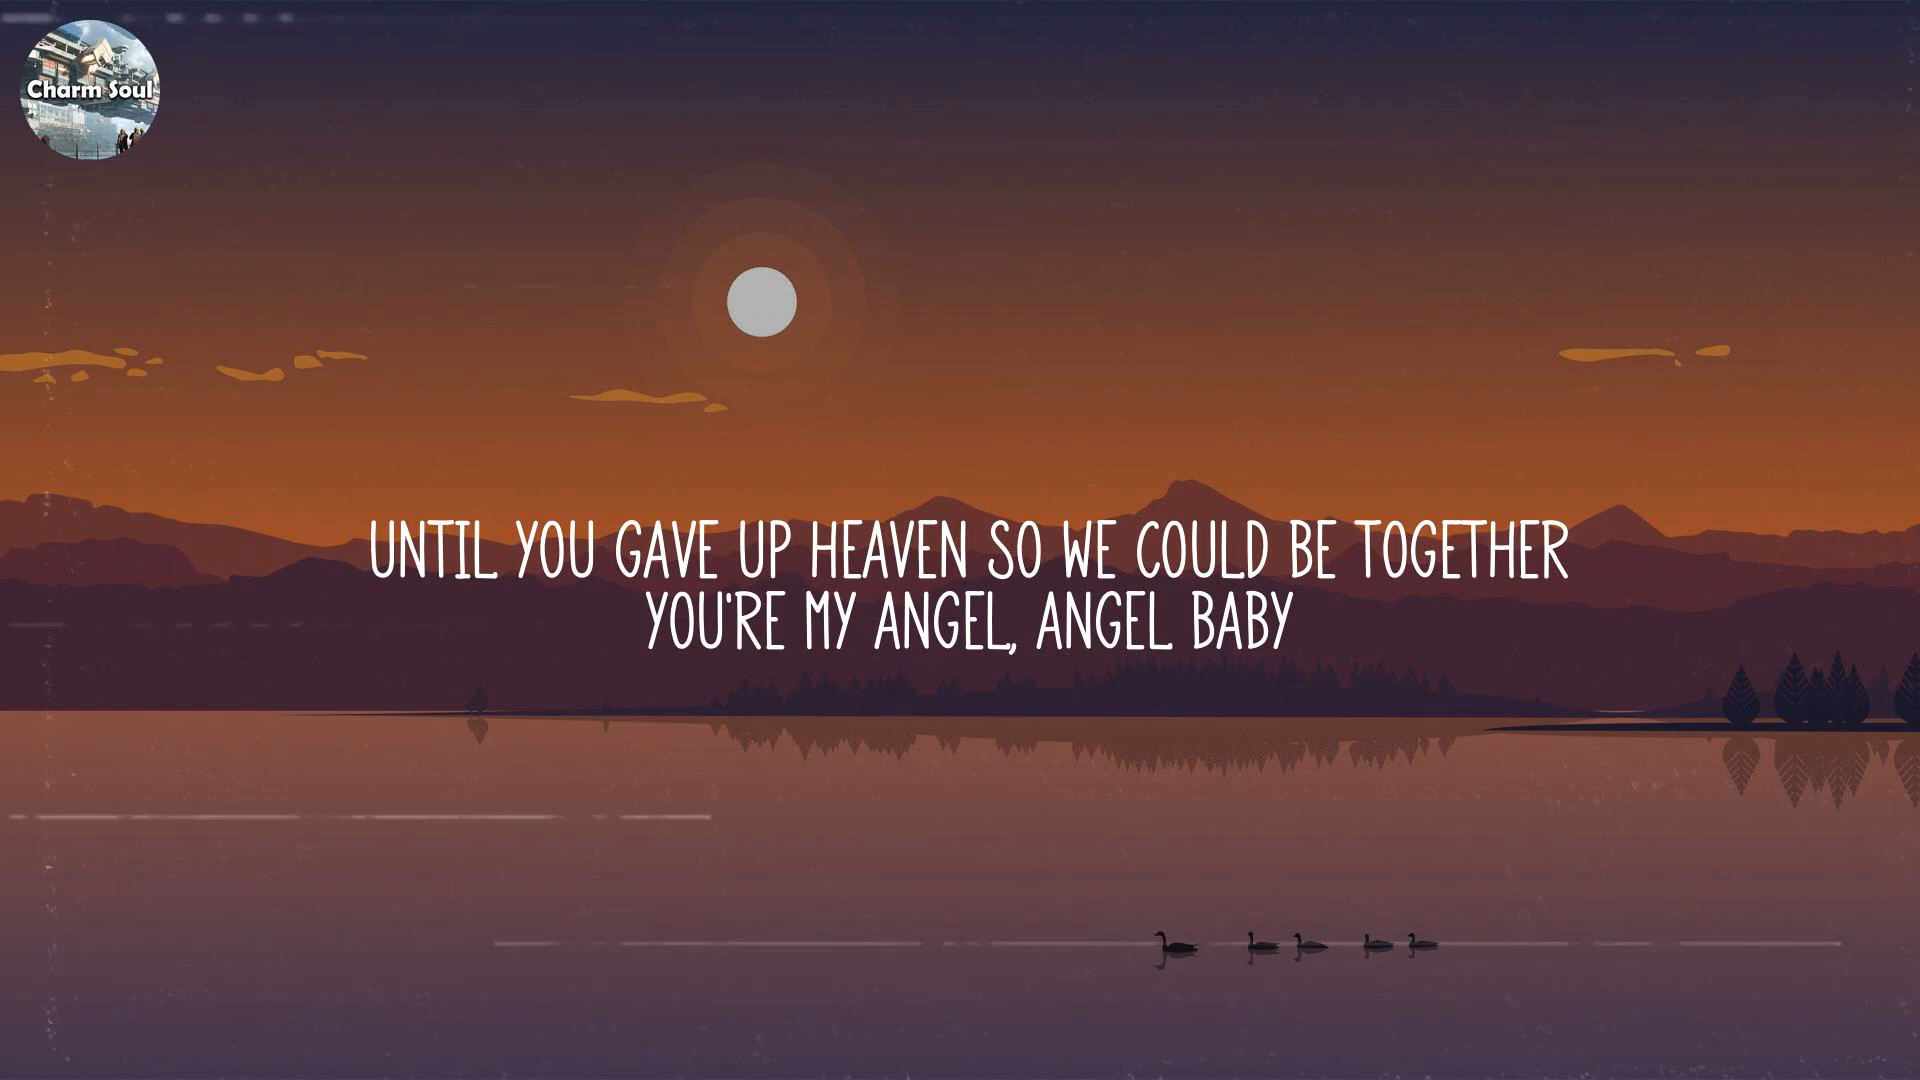 Charm Soul
UNTIL YOU GAVE UP HEAVEN SO WE COULD BE TOGETHER
YOU'RE MY ANGEL, ANGEL BABY